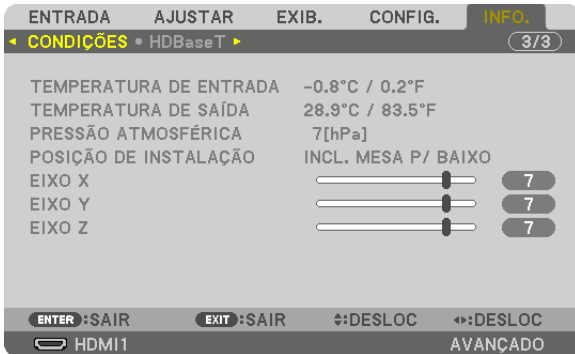 ENTRADA AJUSTAR EXIB. CONFIG. INFO.
CONDIÇÕES • HDBaseT 3/3
TEMPERATURA DE ENTRADA -0.8°C / 0.2°F
TEMPERATURA DE SAÍDA 28.9°C / 83.5°F
PRESSÃO ATMOSFÉRICA 7[hPa]
POSIÇÃO DE INSTALAÇÃO INCL. MESA P/ BAIXO
EIXO X 7
EIXO Y 7
EIXO Z 7
ENTER :SAIR EXIT :SAIR :DESLOC :DESLOC
HDMI1 AVANÇADO